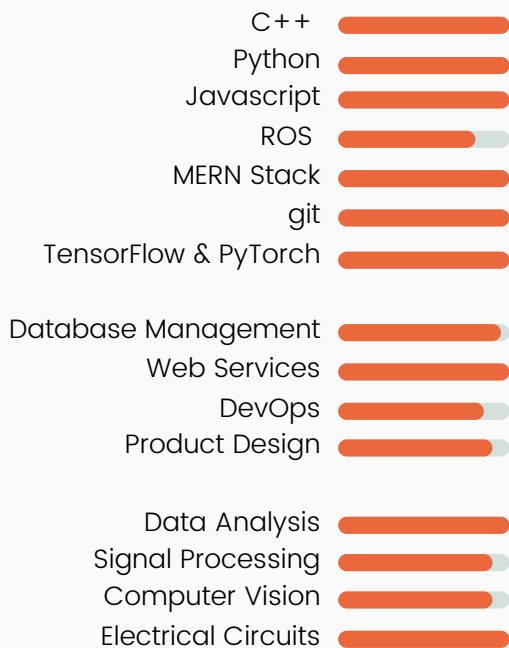 C++
Python
Javascript
ROS
MERN Stack
git
TensorFlow & PyTorch
Database Management
Web Services
DevOps
Product Design
Data Analysis
Signal Processing
Computer Vision
Electrical Circuits